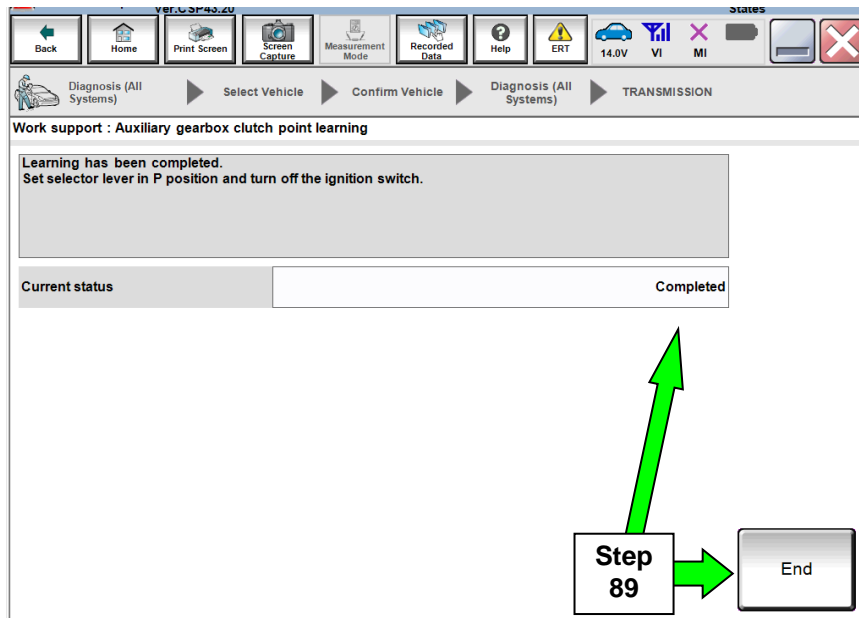 Ver.CSP43.20
States
Back
Home
Print Screen
Screen
Capture
Measurement
Mode
Recorded
Data
Help
ERT
14.0V
VI
MI
Diagnosis (All
Systems)
Select Vehicle
Confirm Vehicle
Diagnosis (All
Systems)
TRANSMISSION
Work support : Auxiliary gearbox clutch point learning
Learning has been completed.
Set selector lever in P position and turn off the ignition switch.
Current status
Completed
Step
89
End